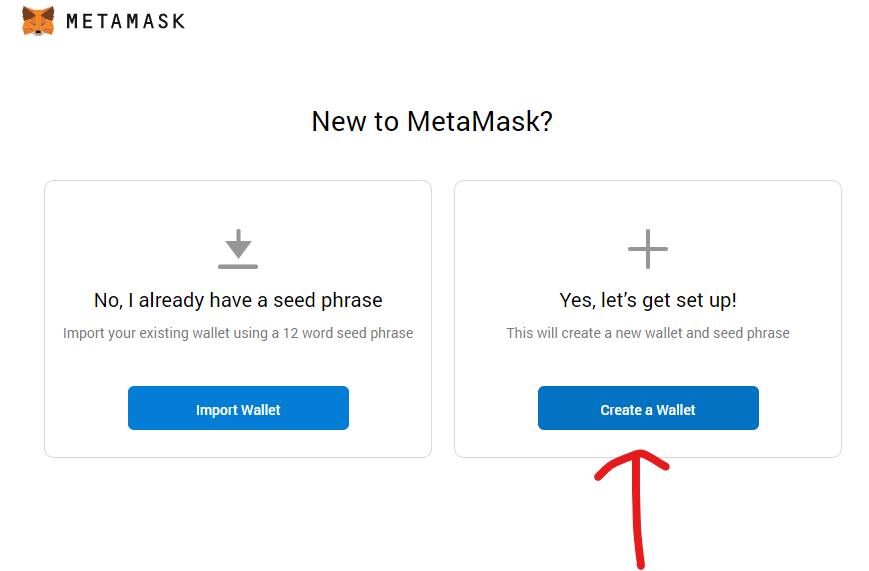 METAMASK
New to MetaMask?
No, I already have a seed phrase
Import your existing wallet using a 12 word seed phrase
Import Wallet
Yes, let’s get set up!
This will create a new wallet and seed phrase
Create a Wallet